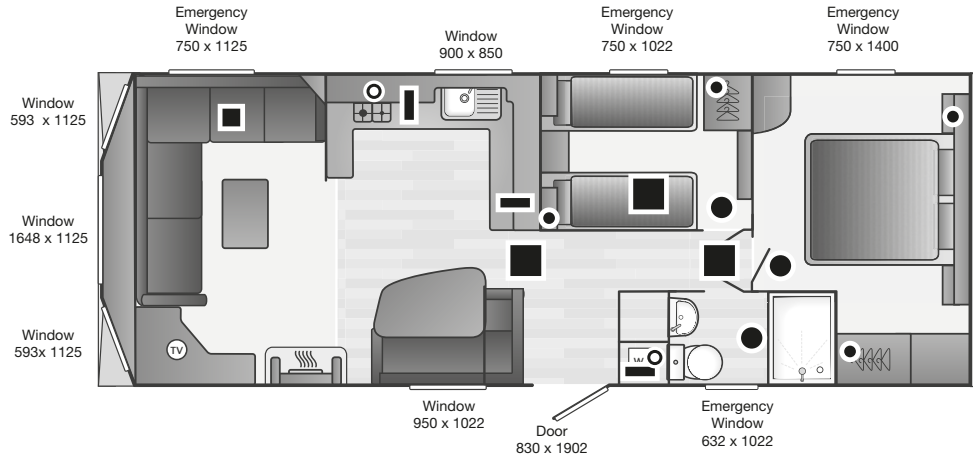 Emergency
Window
750 x 1125
Window
900 x 850
Emergency
Window
750 x 1022
Emergency
Window
750 x 1400
Window
593 x 1125
Window
1648 x 1125
Window
593x 1125
TV
W
Window
950 x 1022
Door
830 x 1902
Emergency
Window
632 x 1022